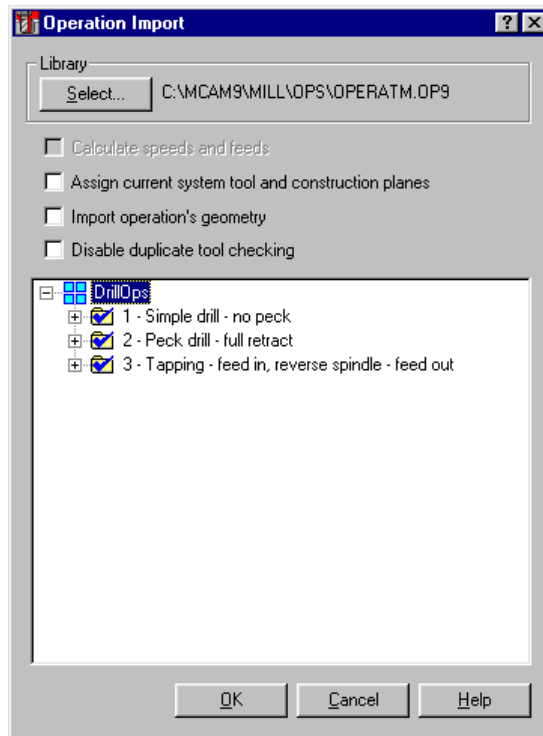 Operation Import
Library
Select... C:\MCAM9\MILL\OPS\OPERATM.OP9
Calculate speeds and feeds
Assign current system tool and construction planes
Import operation's geometry
Disable duplicate tool checking
DrillOps
1 - Simple drill - no peck
2 - Peck drill - full retract
3 - Tapping - feed in, reverse spindle - feed out
OK Cancel Help